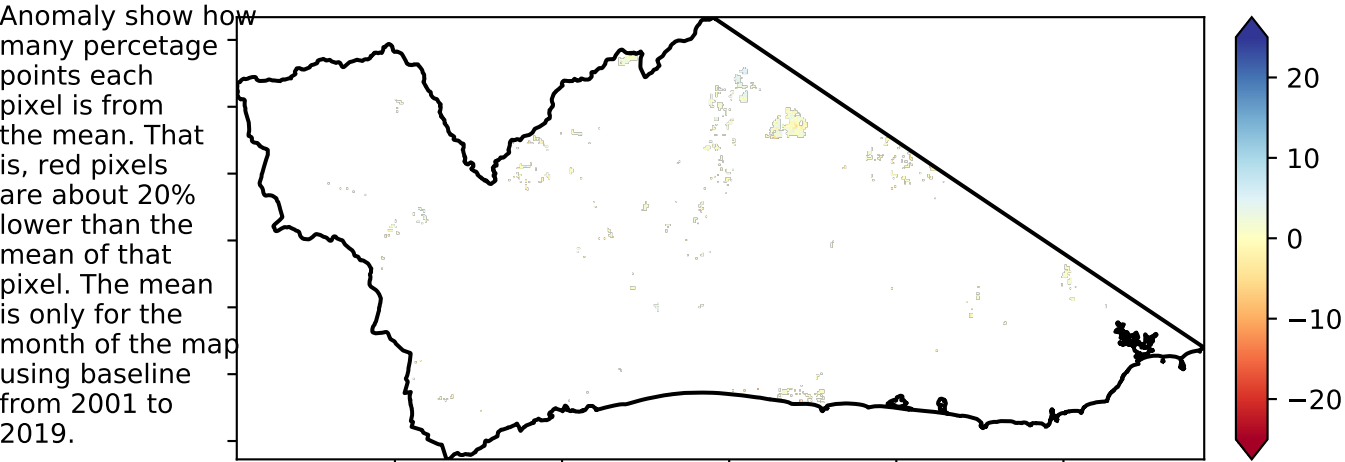 Anomaly show how
many percetage
points each
pixel is from
the mean. That
is, red pixels
are about 20%
lower than the
mean of that
pixel. The mean
is only for the
month of the map
using baseline
from 2001 to
2019.
20
10
0
−10
−20